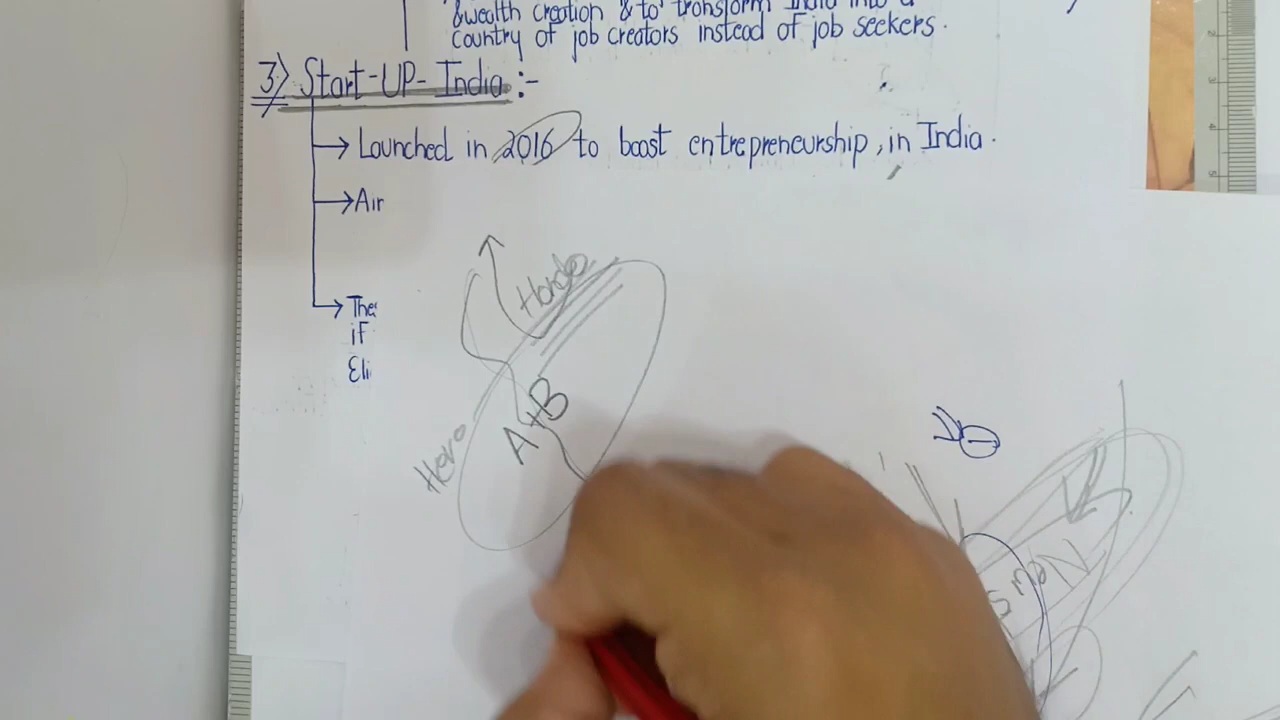 &wealth creation & to transform India into a
country of job creators instead of job seekers.
3) Start-UP-India :-
→ Launched in 2016 to boost entrepreneurship, in India.
→ Air
→ The
iF
Eli
Honda
Hero
A+B